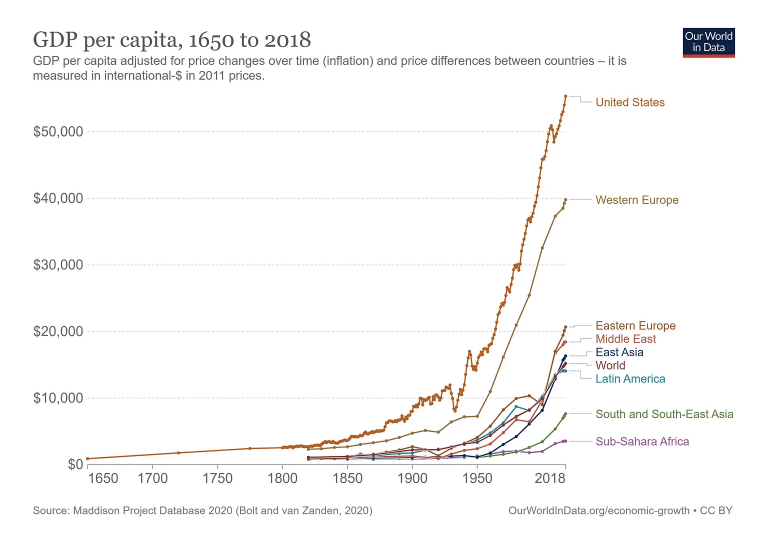 GDP per capita, 1650 to 2018
Our World
in Data
GDP per capita adjusted for price changes over time (inflation) and price differences between countries – it is
measured in international-$ in 2011 prices.
United States
$50,000
$40,000
Western Europe
$30,000
$20,000
Eastern Europe
Middle East
East Asia
World
Latin America
$10,000
South and South-East Asia
Sub-Sahara Africa
$0
1650 1700 1750 1800 1850 1900 1950 2018
Source: Maddison Project Database 2020 (Bolt and van Zanden, 2020)
OurWorldInData.org/economic-growth • CC BY